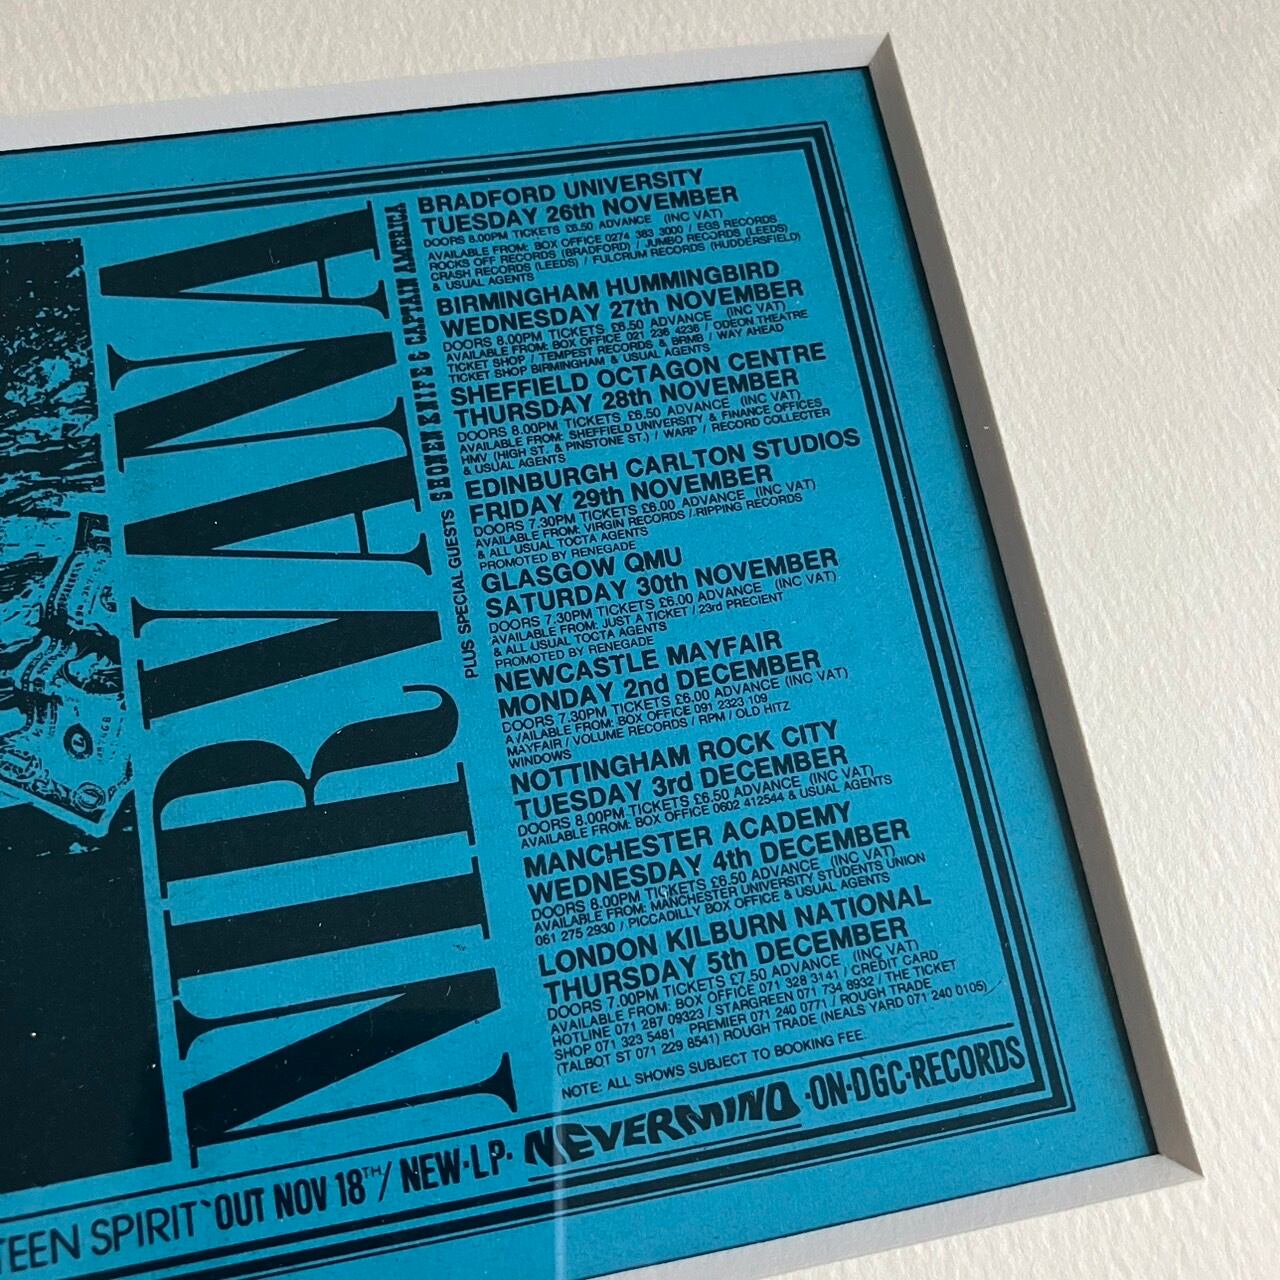 NIRVANA
PLUS SPECIAL GUESTS SHONEN KNIFE & CAPTAIN AMERICA
BRADFORD UNIVERSITY
TUESDAY 26th NOVEMBER
DOORS 8.00PM TICKETS £6.50 ADVANCE (INC VAT)
AVAILABLE FROM: BOX OFFICE 0274 383 3000 / EGS RECORDS
ROCKS OFF RECORDS (BRADFORD) / JUMBO RECORDS (LEEDS)
CRASH RECORDS (LEEDS) / FULCRUM RECORDS (HUDDERSFIELD)
& USUAL AGENTS
BIRMINGHAM HUMMINGBIRD
WEDNESDAY 27th NOVEMBER
DOORS 8.00PM TICKETS £6.50 ADVANCE (INC VAT)
AVAILABLE FROM: BOX OFFICE 021 236 4236 / ODEON THEATRE
TICKET SHOP / TEMPEST RECORDS & BRMB / WAY AHEAD
TICKET SHOP BIRMINGHAM & USUAL AGENTS
SHEFFIELD OCTAGON CENTRE
THURSDAY 28th NOVEMBER
DOORS 8.00PM TICKETS £6.50 ADVANCE (INC VAT)
AVAILABLE FROM: SHEFFIELD UNIVERSITY & FINANCE OFFICES
HMV (HIGH ST. & PINSTONE ST.) / WARP / RECORD COLLECTER
& USUAL AGENTS
EDINBURGH CARLTON STUDIOS
FRIDAY 29th NOVEMBER
DOORS 7.30PM TICKETS £6.00 ADVANCE (INC VAT)
AVAILABLE FROM: VIRGIN RECORDS / RIPPING RECORDS
& ALL USUAL TOCTA AGENTS
PROMOTED BY RENEGADE
GLASGOW QMU
SATURDAY 30th NOVEMBER
DOORS 7.30PM TICKETS £6.00 ADVANCE (INC VAT)
AVAILABLE FROM: JUST A TICKET / 23rd PRECIENT
& ALL USUAL TOCTA AGENTS
PROMOTED BY RENEGADE
NEWCASTLE MAYFAIR
MONDAY 2nd DECEMBER
DOORS 7.30PM TICKETS £6.00 ADVANCE (INC VAT)
AVAILABLE FROM: BOX OFFICE 091 2323 109
MAYFAIR / VOLUME RECORDS / RPM / OLD HITZ
WINDOWS
NOTTINGHAM ROCK CITY
TUESDAY 3rd DECEMBER
DOORS 8.00PM TICKETS £6.50 ADVANCE (INC VAT)
AVAILABLE FROM: BOX OFFICE 0602 412544 & USUAL AGENTS
MANCHESTER ACADEMY
WEDNESDAY 4th DECEMBER
DOORS 8.00PM TICKETS £6.50 ADVANCE (INC VAT)
AVAILABLE FROM: MANCHESTER UNIVERSITY STUDENTS UNION
061 275 2930 / PICCADILLY BOX OFFICE & USUAL AGENTS
LONDON KILBURN NATIONAL
THURSDAY 5th DECEMBER
DOORS 7.00PM TICKETS £7.50 ADVANCE (INC VAT)
AVAILABLE FROM: BOX OFFICE 071 328 3141 / CREDIT CARD
HOTLINE 071 287 09323 / STARGREEN 071 734 8932 / THE TICKET
SHOP 071 323 5481 PREMIER 071 240 0771 / ROUGH TRADE
(TALBOT ST 071 229 8541) ROUGH TRADE (NEALS YARD 071 240 0105)
NOTE: ALL SHOWS SUBJECT TO BOOKING FEE.
TEEN SPIRIT` OUT NOV 18TH / NEW·LP· NEVERMIND ·ON·DGC·RECORDS